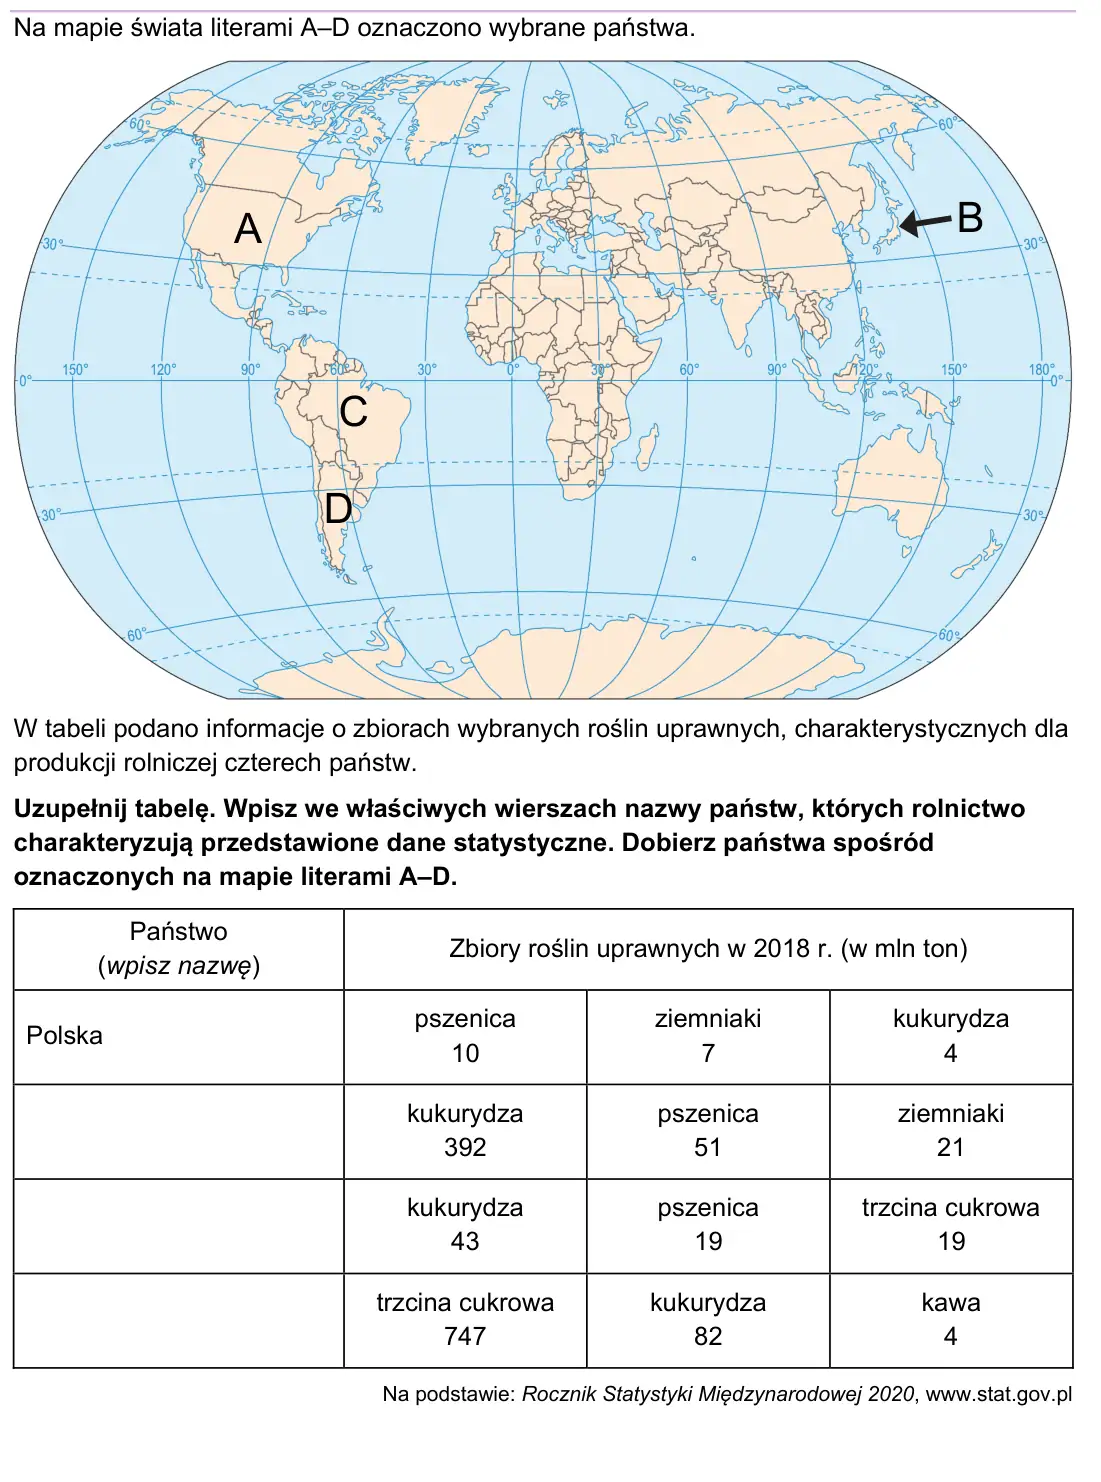 Na mapie świata literami A–D oznaczono wybrane państwa.
60°
60°
A
B
30°
30°
150°
120°
90°
60°
30°
0°
30°
60°
90°
120°
150°
180°
0°
0°
C
D
30°
30°
60°
60°
W tabeli podano informacje o zbiorach wybranych roślin uprawnych, charakterystycznych dla
produkcji rolniczej czterech państw.
Uzupełnij tabelę. Wpisz we właściwych wierszach nazwy państw, których rolnictwo
charakteryzują przedstawione dane statystyczne. Dobierz państwa spośród
oznaczonych na mapie literami A–D.
Państwo
(wpisz nazwę)
Zbiory roślin uprawnych w 2018 r. (w mln ton)
Polska
pszenica
10
ziemniaki
7
kukurydza
4
kukurydza
392
pszenica
51
ziemniaki
21
kukurydza
43
pszenica
19
trzcina cukrowa
19
trzcina cukrowa
747
kukurydza
82
kawa
4
Na podstawie: Rocznik Statystyki Międzynarodowej 2020, www.stat.gov.pl